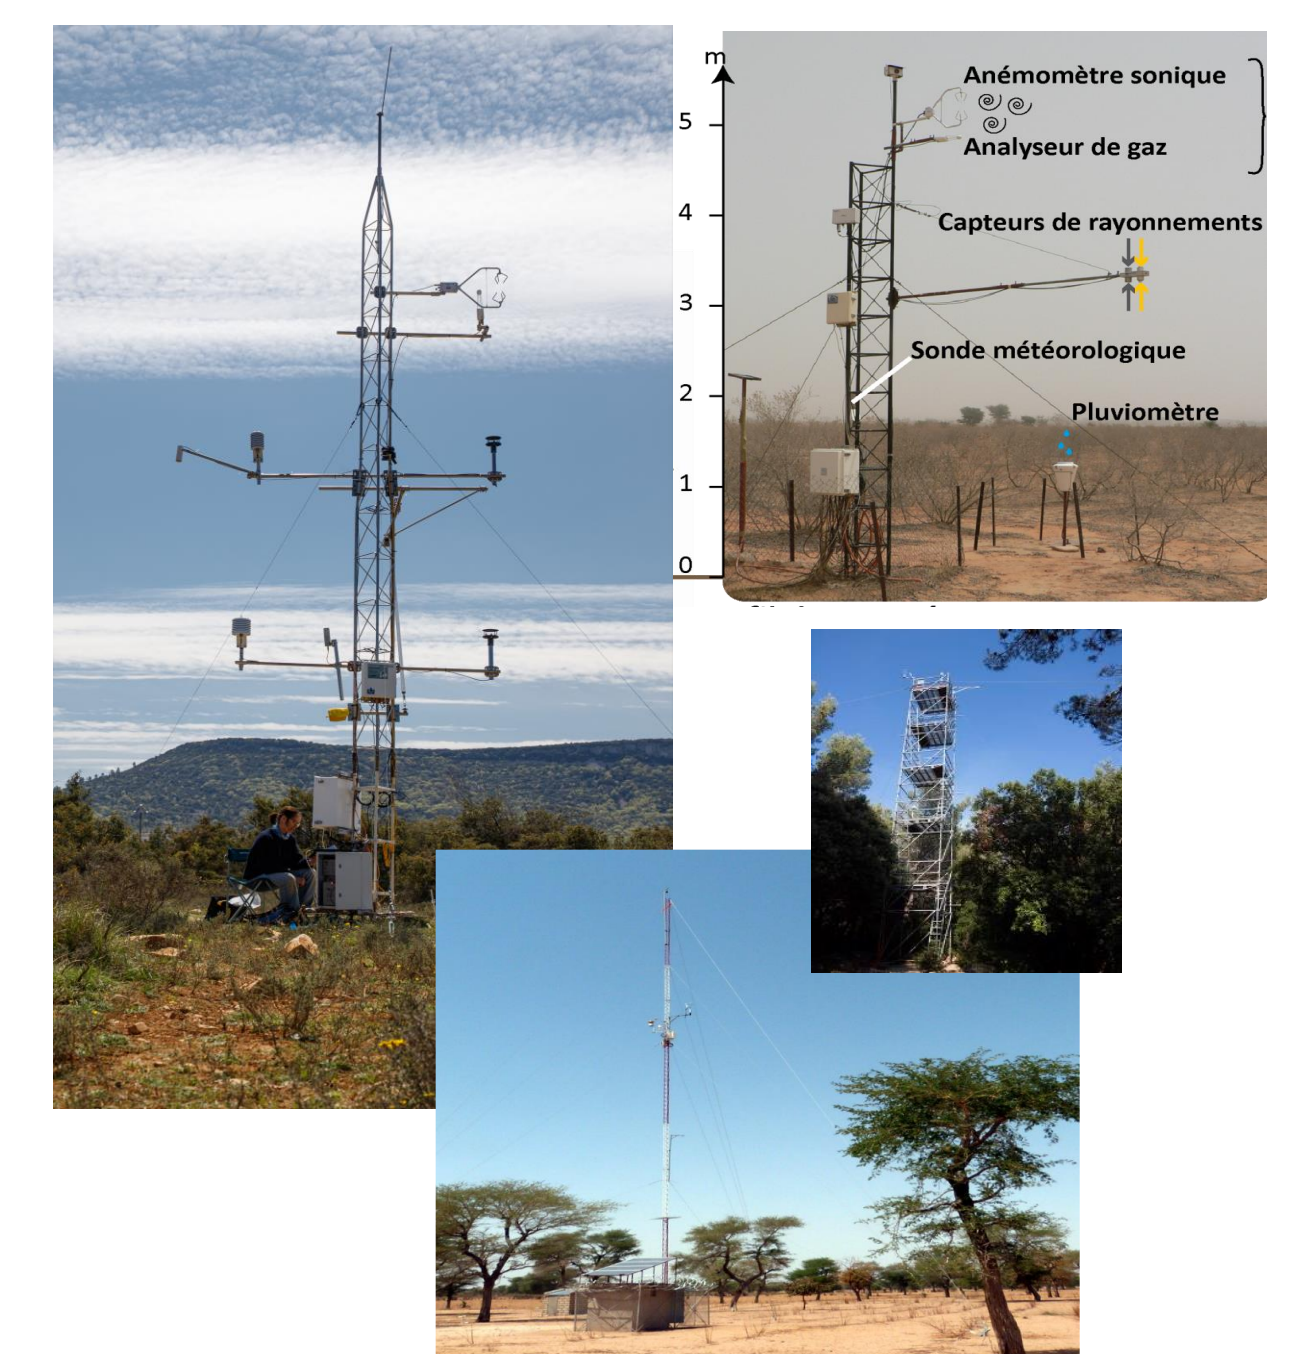 m
Anémomètre sonique
5
Analyseur de gaz
4
Capteurs de rayonnements
3
Sonde météorologique
2
Pluviomètre
1
0